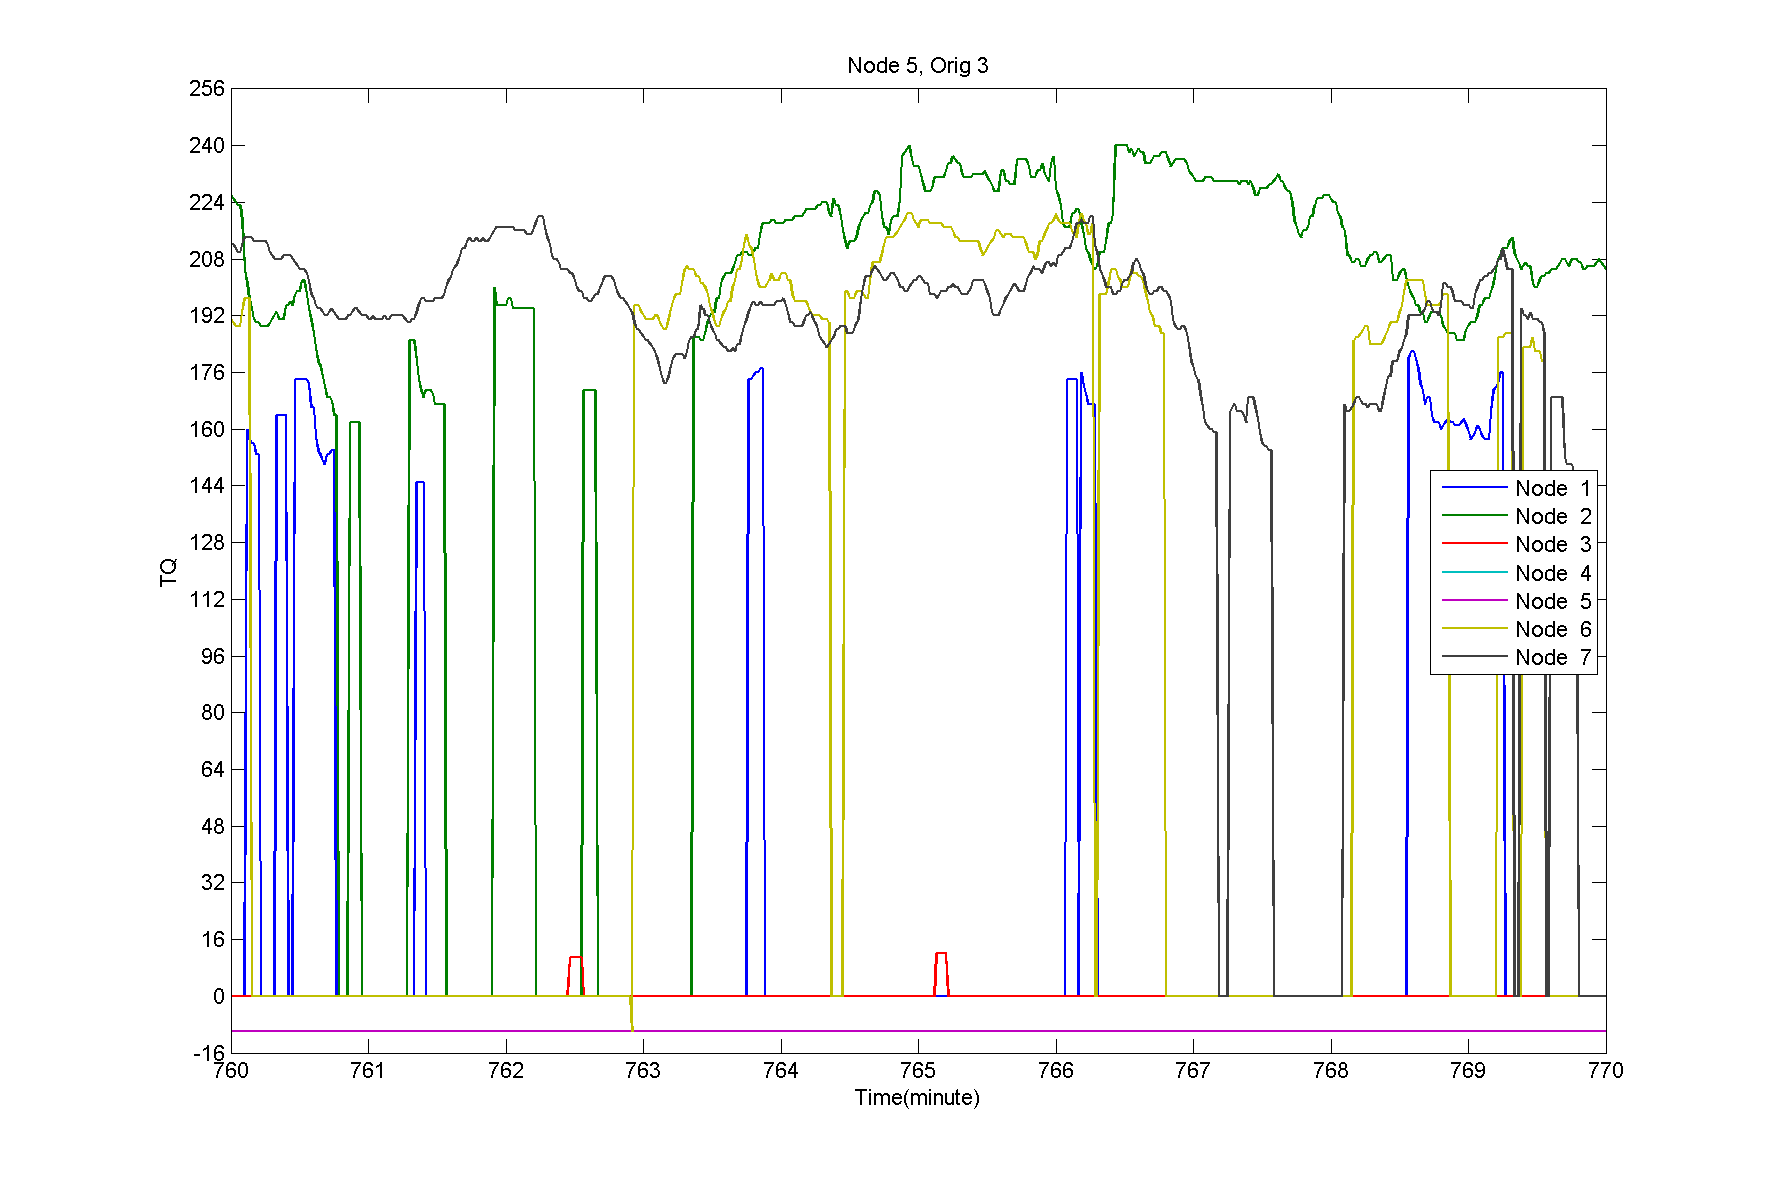 Node 5, Orig 3
256
240
224
208
192
176
160
144
128
112
96
80
64
48
32
16
0
-16
TQ
Node 1
Node 2
Node 3
Node 4
Node 5
Node 6
Node 7
760 761 762 763 764 765 766 767 768 769 770
Time(minute)